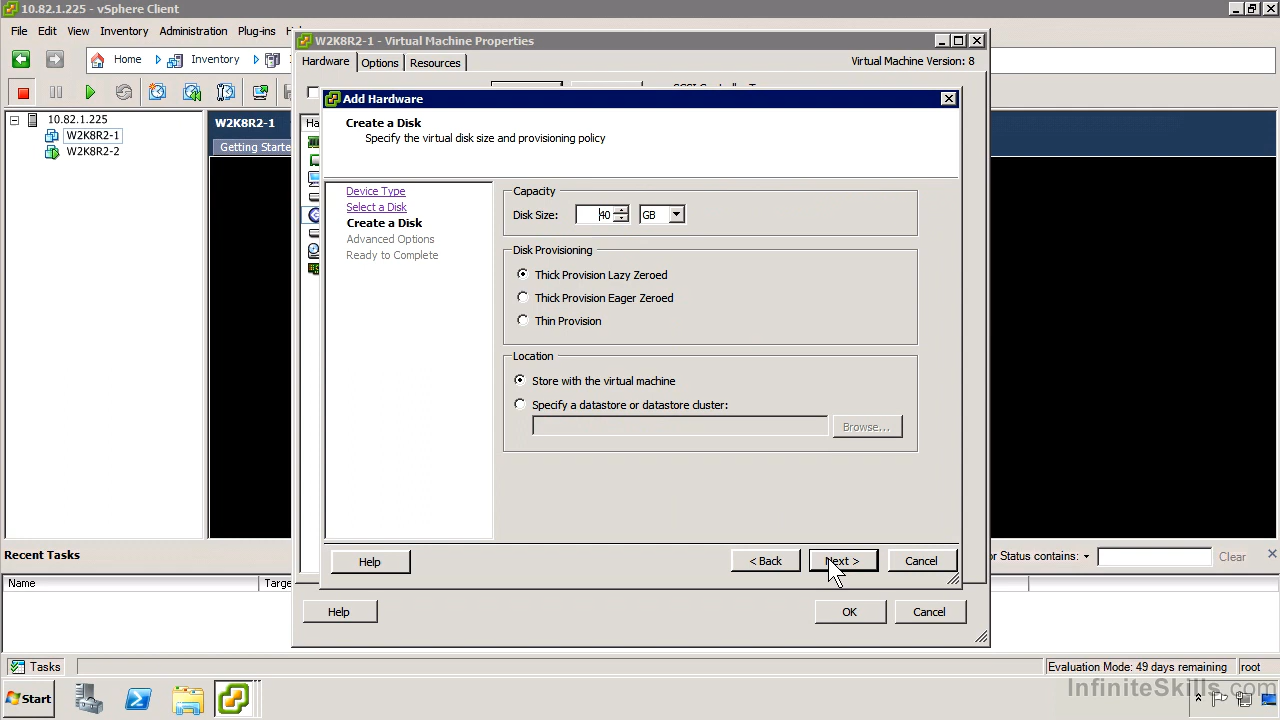 10.82.1.225 - vSphere Client
File Edit View Inventory Administration Plug-ins
W2K8R2-1 - Virtual Machine Properties
Home Inventory
Hardware Options Resources
Virtual Machine Version: 8
Add Hardware
Create a Disk
Specify the virtual disk size and provisioning policy
10.82.1.225
W2K8R2-1
W2K8R2-2
W2K8R2-1
Getting Starte
Device Type
Select a Disk
Create a Disk
Advanced Options
Ready to Complete
Capacity
Disk Size: 40 GB
Disk Provisioning
Thick Provision Lazy Zeroed
Thick Provision Eager Zeroed
Thin Provision
Location
Store with the virtual machine
Specify a datastore or datastore cluster:
Browse...
Help < Back Next > Cancel
Recent Tasks
or Status contains: Clear
Name Targe
Help OK Cancel
Tasks
Evaluation Mode: 49 days remaining root
Start
InfiniteSkills.com